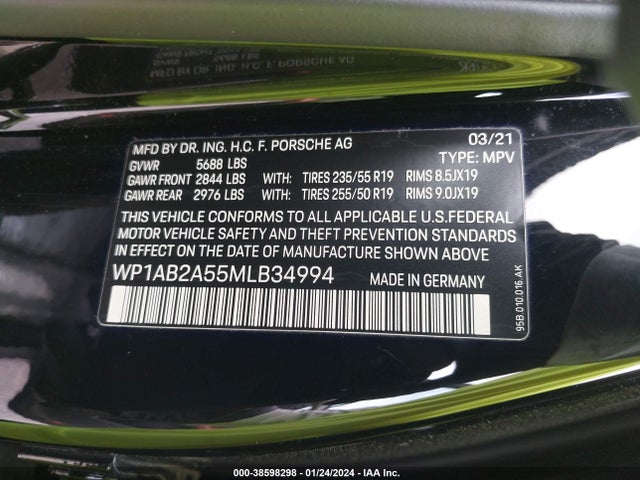 MFD BY DR. ING. H.C. F. PORSCHE AG 03/21
GVWR 5688 LBS TYPE: MPV
GAWR FRONT 2844 LBS WITH: TIRES 235/55 R19 RIMS 8.5JX19
GAWR REAR 2976 LBS WITH: TIRES 255/50 R19 RIMS 9.0JX19
THIS VEHICLE CONFORMS TO ALL APPLICABLE U.S.FEDERAL
MOTOR VEHICLE SAFETY AND THEFT PREVENTION STANDARDS
IN EFFECT ON THE DATE OF MANUFACTURE SHOWN ABOVE
WP1AB2A55MLB34994
95B.010.016.AK
000-38598298 - 01/24/2024 - IAA Inc.